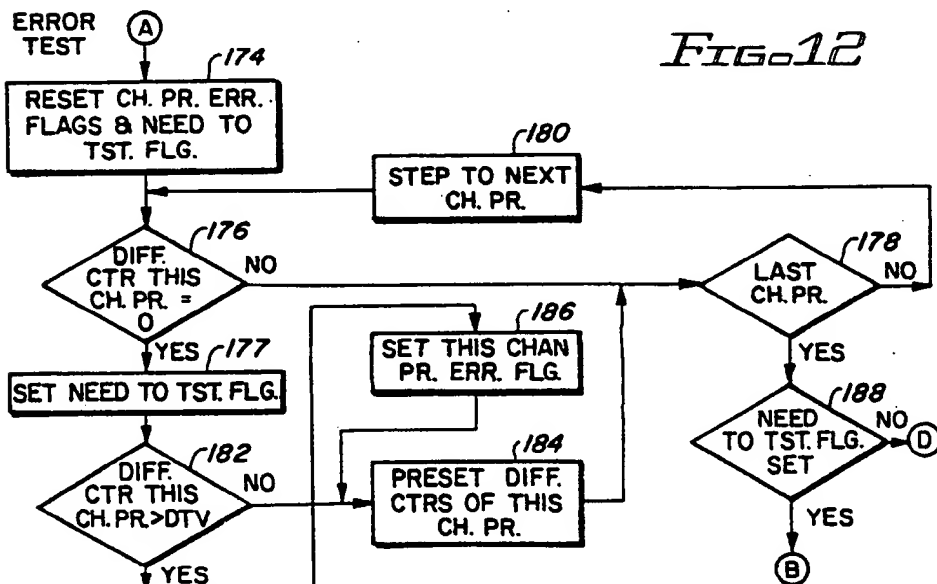 ERROR
TEST
A
FIG. 12
174
RESET CH. PR. ERR.
FLAGS & NEED TO
TST. FLG.
180
STEP TO NEXT
CH. PR.
176
DIFF.
CTR THIS
CH. PR. =
0
NO
YES
178
LAST
CH. PR.
NO
YES
186
SET THIS CHAN
PR. ERR. FLG.
177
SET NEED TO TST. FLG.
188
NEED
TO TST. FLG.
SET
NO
D
YES
B
182
DIFF.
CTR THIS
CH. PR.>DTV
NO
YES
184
PRESET DIFF.
CTRS OF THIS
CH. PR.